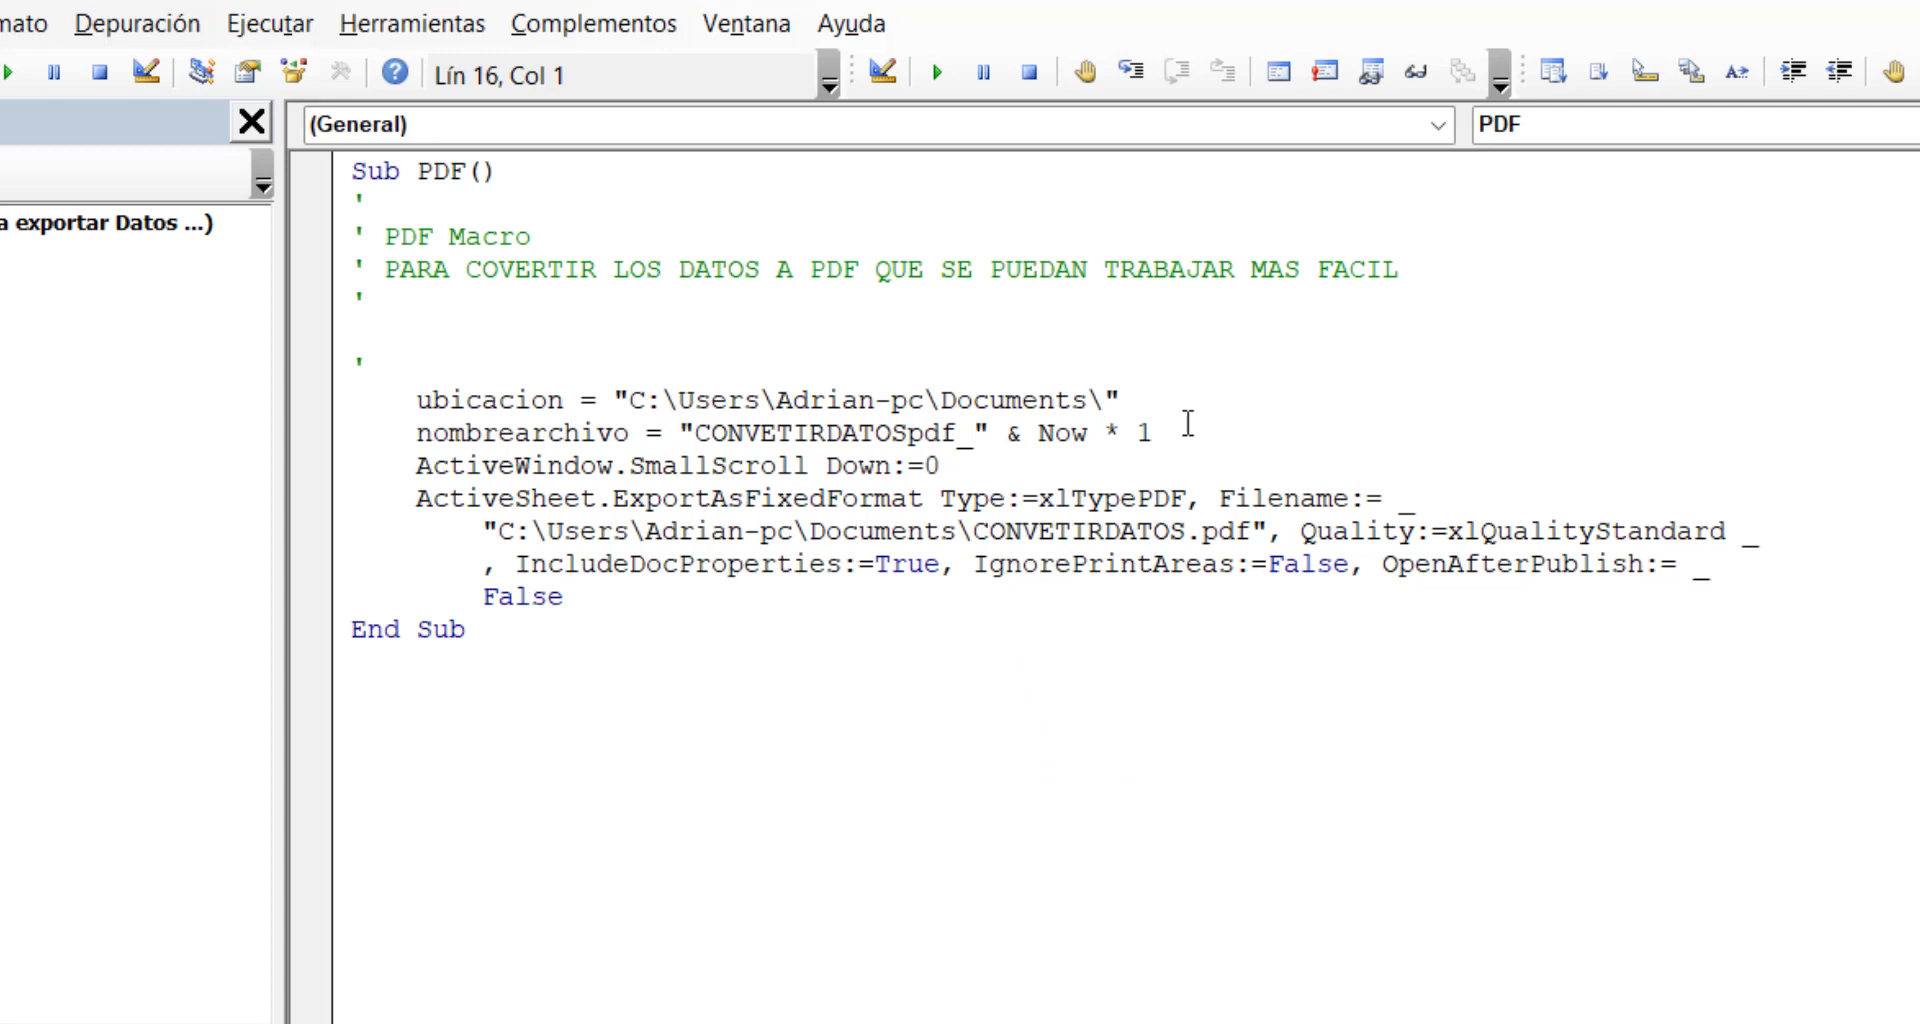 mato Depuración Ejecutar Herramientas Complementos Ventana Ayuda
Lín 16, Col 1
(General)
PDF
a exportar Datos ...)
Sub PDF()
'
' PDF Macro
' PARA COVERTIR LOS DATOS A PDF QUE SE PUEDAN TRABAJAR MAS FACIL
'
'
ubicacion = "C:\Users\Adrian-pc\Documents\"
nombrearchivo = "CONVETIRDATOSpdf_" & Now * 1
ActiveWindow.SmallScroll Down:=0
ActiveSheet.ExportAsFixedFormat Type:=xlTypePDF, Filename:= _
"C:\Users\Adrian-pc\Documents\CONVETIRDATOS.pdf", Quality:=xlQualityStandard _
, IncludeDocProperties:=True, IgnorePrintAreas:=False, OpenAfterPublish:= _
False
End Sub